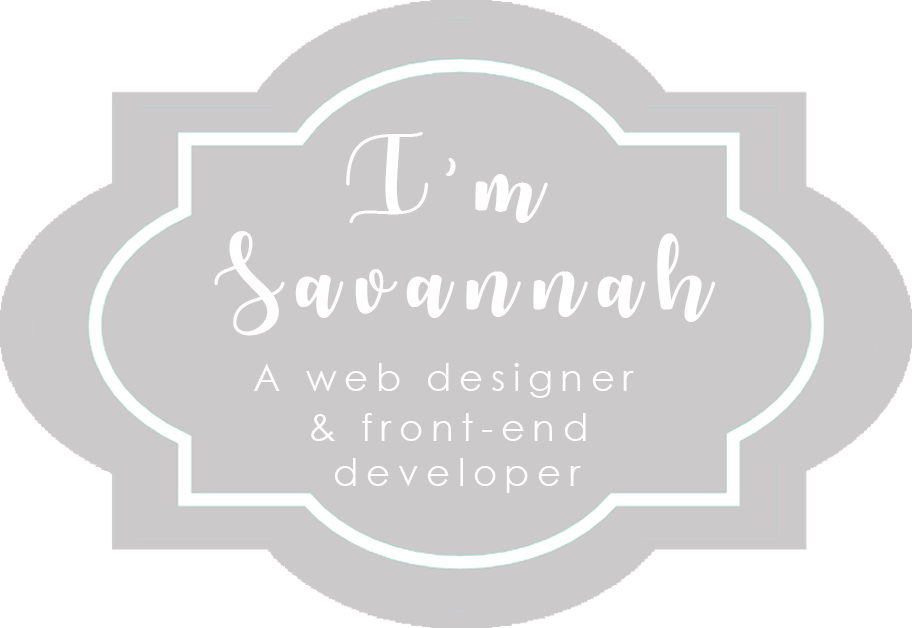 I'm
Savannah
A web designer
& front-end
developer